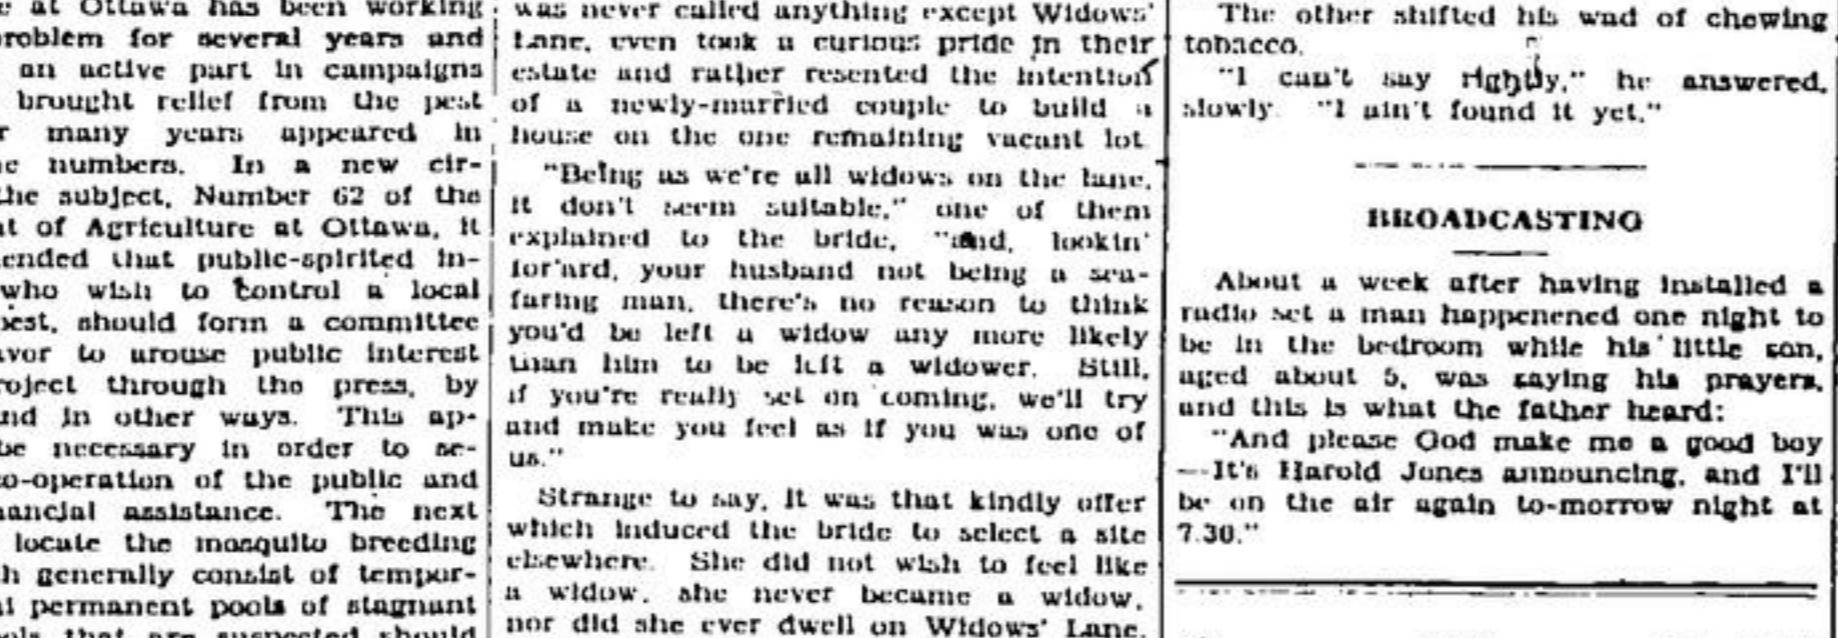 at Ottawa has been working
problem for several years and
an active part in campaigns
brought relief from the pest
many years appeared in
numbers. In a new cir-
the subject, Number 62 of the
of Agriculture at Ottawa, it
that public-spirited in-
who wish to control a local
should form a committee
to arouse public interest
through the press, by
in other ways. This ap-
be necessary in order to se-
co-operation of the public and
financial assistance. The next
locate the mosquito breeding
generally consist of tempor-
permanent pools of stagnant
that are suspected should
was never called anything except Widows'
Lane, even took a curious pride in their
estate and rather resented the intention
of a newly-married couple to build a
house on the one remaining vacant lot
"Being as we're all widows on the lane,
it don't seem suitable," one of them
explained to the bride, "and, lookin'
for'ard, your husband not being a sea-
faring man, there's no reason to think
you'd be left a widow any more likely
than him to be left a widower. Still,
if you're really set on coming, we'll try
and make you feel as if you was one of
us."
Strange to say, it was that kindly offer
which induced the bride to select a site
elsewhere. She did not wish to feel like
a widow, she never became a widow,
nor did she ever dwell on Widows' Lane.
The other shifted his wad of chewing
tobacco.
"I can't say rightly," he answered,
slowly. "I ain't found it yet."
BROADCASTING
About a week after having installed a
radio set a man happenened one night to
be in the bedroom while his little son,
aged about 5, was saying his prayers,
and this is what the father heard:
"And please God make me a good boy
—It's Harold Jones announcing, and I'll
be on the air again to-morrow night at
7.30."